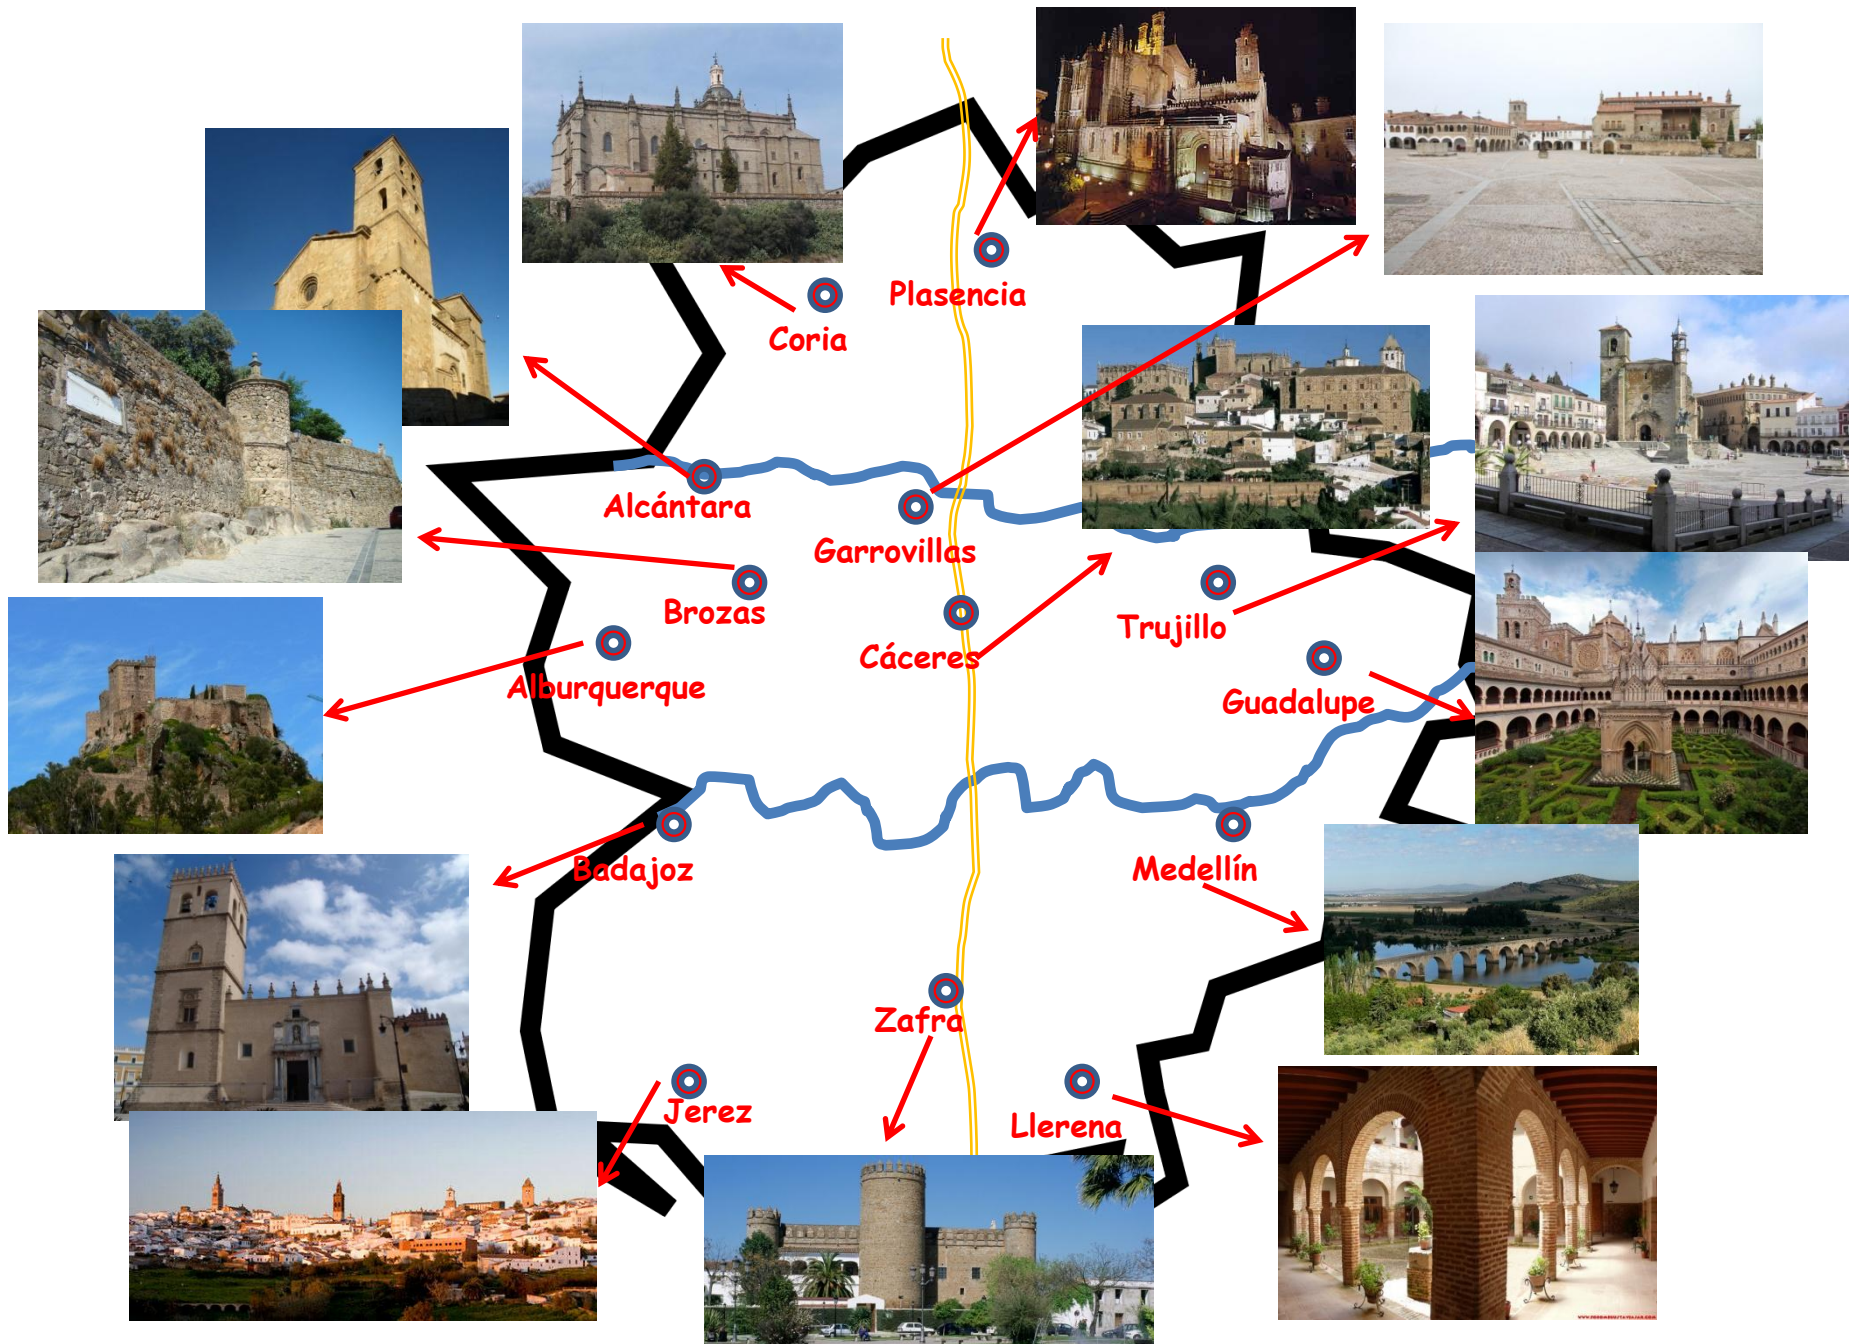 Plasencia
Coria
Alcántara
Garrovillas
Brozas
Trujillo
Cáceres
Alburquerque
Guadalupe
Badajoz
Medellín
Zafra
Jerez
Llerena